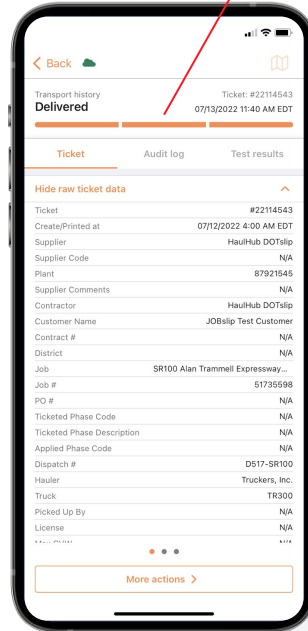 Back
Transport history Ticket: #22114543
Delivered 07/13/2022 11:40 AM EDT
Ticket Audit log Test results
Hide raw ticket data
Ticket #22114543
Create/Printed at 07/12/2022 4:00 AM EDT
Supplier HaulHub DOTslip
Supplier Code N/A
Plant 87921545
Supplier Comments N/A
Contractor HaulHub DOTslip
Customer Name JOBslip Test Customer
Contract # N/A
District N/A
Job SR100 Alan Trammell Expressway...
Job # 51735598
PO # N/A
Ticketed Phase Code N/A
Ticketed Phase Description N/A
Applied Phase Code N/A
Dispatch # D517-SR100
Hauler Truckers, Inc.
Truck TR300
Picked Up By N/A
License N/A
More actions